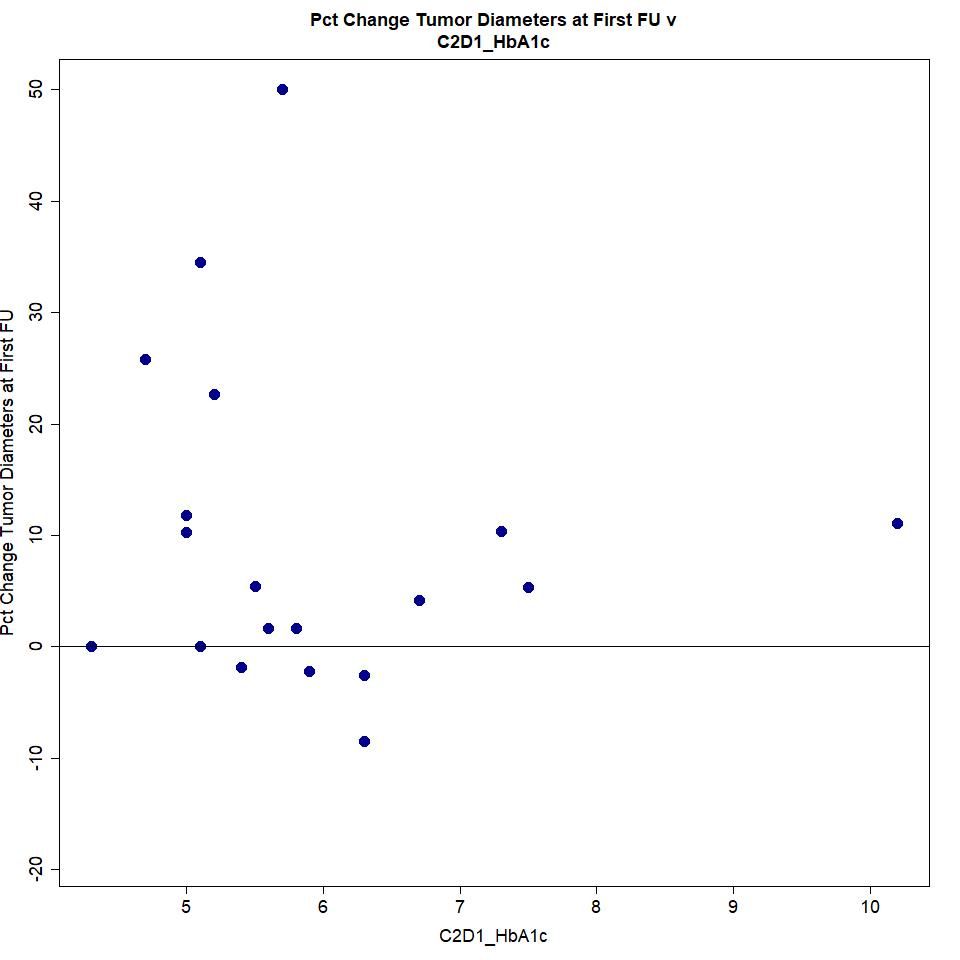 Pct Change Tumor Diameters at First FU v
C2D1_HbA1c
Pct Change Tumor Diameters at First FU
50
40
30
20
10
0
-10
-20
5 6 7 8 9 10
C2D1_HbA1c